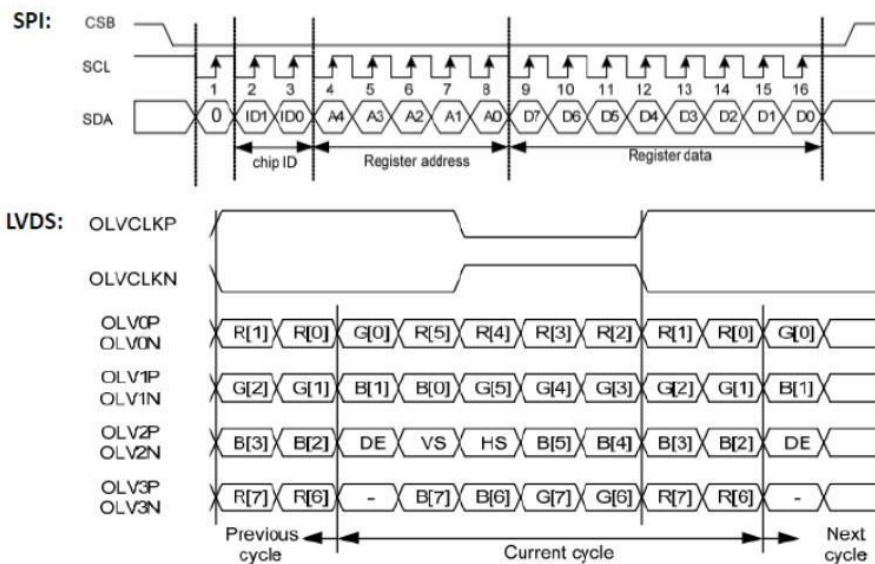 SPI:
CSB
SCL
1 2 3 4 5 6 7 8 9 10 11 12 13 14 15 16
SDA 0 ID1 ID0 A4 A3 A2 A1 A0 D7 D6 D5 D4 D3 D2 D1 D0
chip ID Register address Register data
LVDS: OLVCLKP
OLVCLKN
OLV0P
OLV0N R[1] R[0] G[0] R[5] R[4] R[3] R[2] R[1] R[0] G[0]
OLV1P
OLV1N G[2] G[1] B[1] B[0] G[5] G[4] G[3] G[2] G[1] B[1]
OLV2P
OLV2N B[3] B[2] DE VS HS B[5] B[4] B[3] B[2] DE
OLV3P
OLV3N R[7] R[6] - B[7] B[6] G[7] G[6] R[7] R[6] -
Previous cycle Current cycle Next cycle